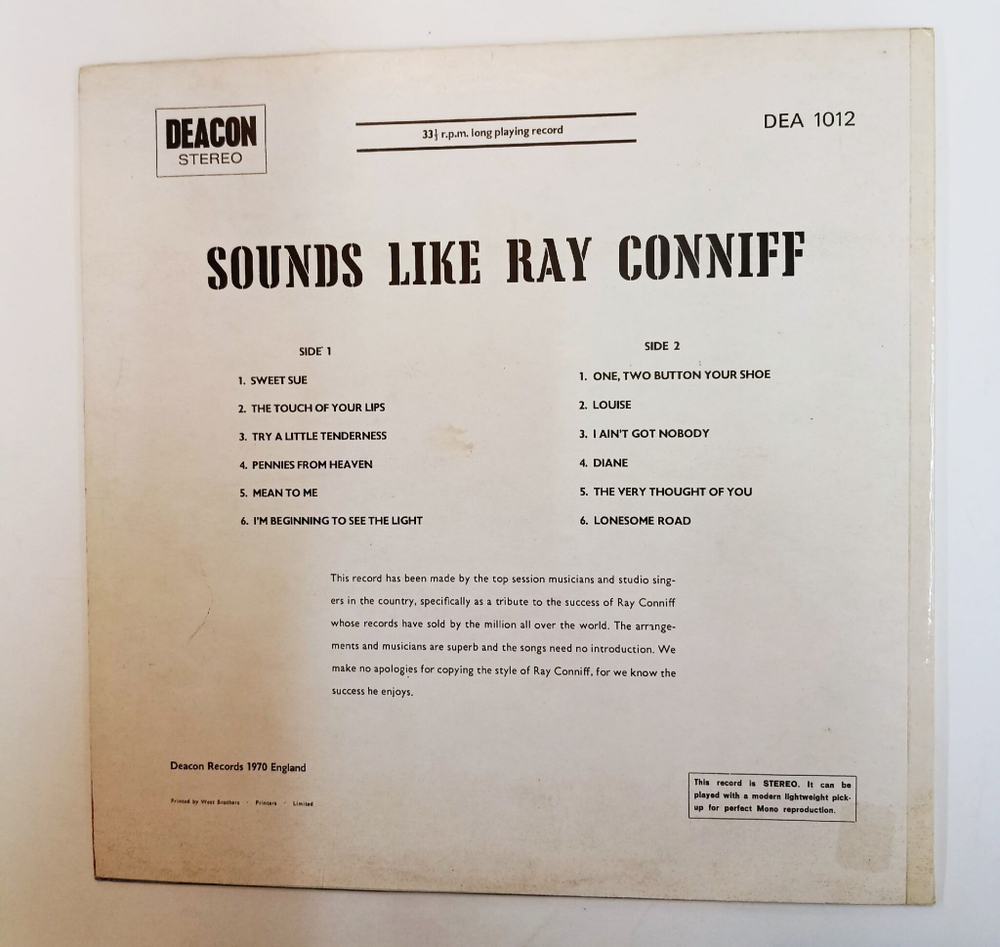 DEACON
STEREO
33⅓ r.p.m. long playing record
DEA 1012
SOUNDS LIKE RAY CONNIFF
SIDE 1
1. SWEET SUE
2. THE TOUCH OF YOUR LIPS
3. TRY A LITTLE TENDERNESS
4. PENNIES FROM HEAVEN
5. MEAN TO ME
6. I'M BEGINNING TO SEE THE LIGHT
SIDE 2
1. ONE, TWO BUTTON YOUR SHOE
2. LOUISE
3. I AIN'T GOT NOBODY
4. DIANE
5. THE VERY THOUGHT OF YOU
6. LONESOME ROAD
This record has been made by the top session musicians and studio sing-
ers in the country, specifically as a tribute to the success of Ray Conniff
whose records have sold by the million all over the world. The arrange-
ments and musicians are superb and the songs need no introduction. We
make no apologies for copying the style of Ray Conniff, for we know the
success he enjoys.
Deacon Records 1970 England
Printed by West Brothers · Printers · Limited
This record is STEREO. It can be
played with a modern lightweight pick-
up for perfect Mono reproduction.